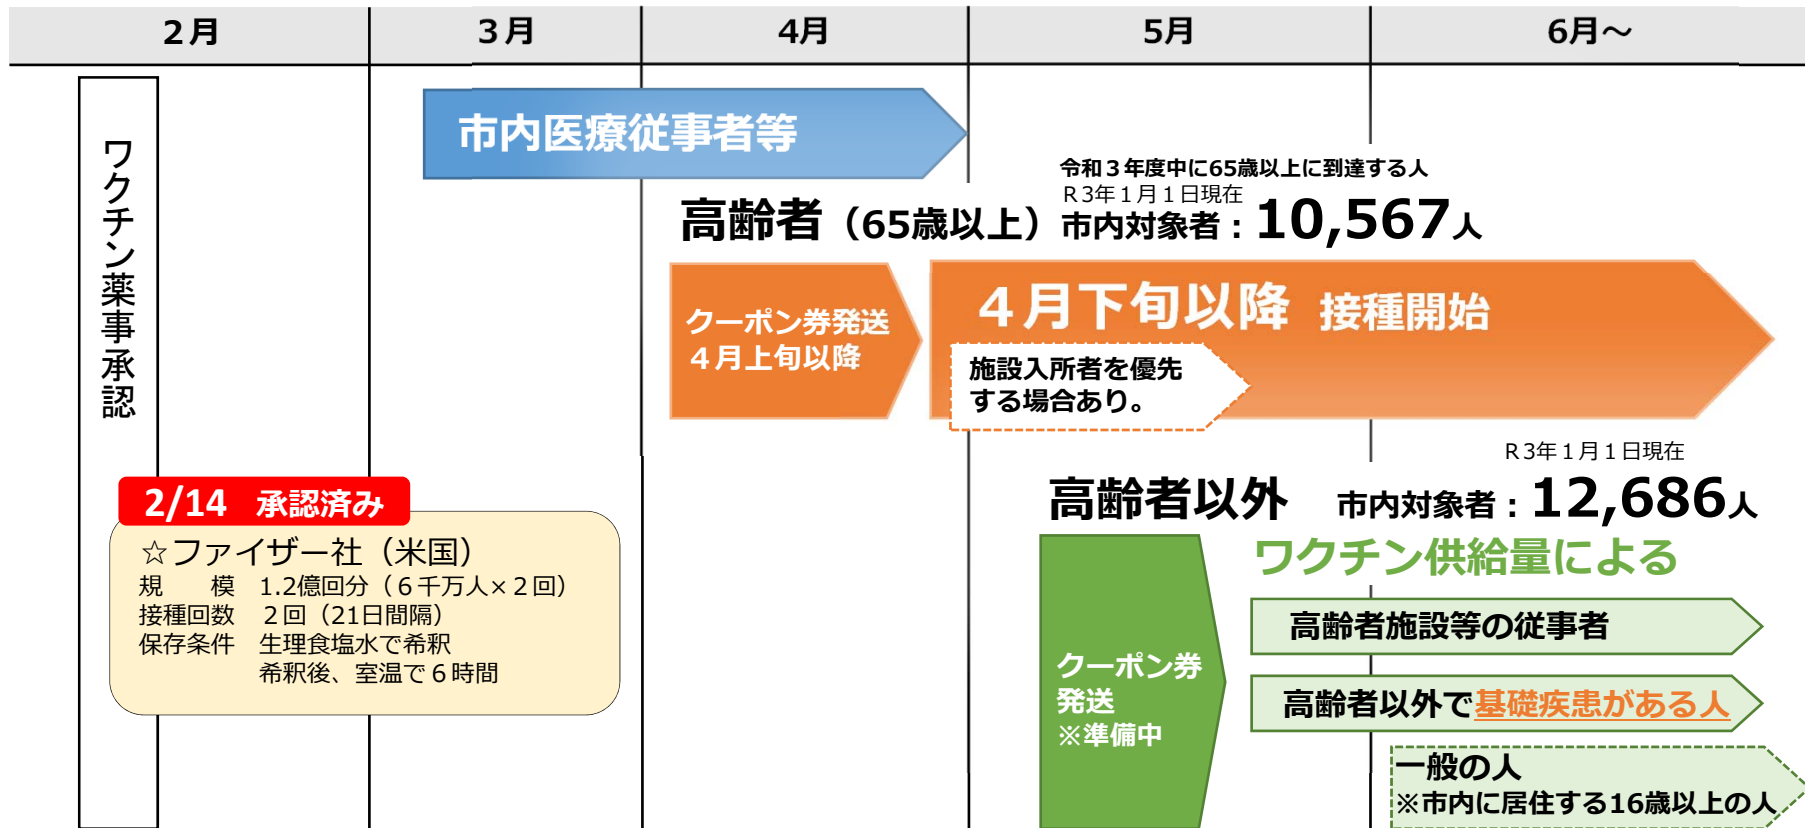 ２月
３月
4月
5月
6月～
ワクチン薬事承認
市内医療従事者等
令和３年度中に65歳以上に到達する人
Ｒ3年１月１日現在
高齢者（65歳以上）市内対象者：10,567人
クーポン券発送
４月上旬以降
４月下旬以降 接種開始
施設入所者を優先
する場合あり。
2/14 承認済み
☆ファイザー社（米国）
規　　模　1.2億回分（６千万人×２回）
接種回数　２回（21日間隔）
保存条件　生理食塩水で希釈
希釈後、室温で６時間
Ｒ3年１月１日現在
高齢者以外　市内対象者：12,686人
クーポン券
発送
※準備中
ワクチン供給量による
高齢者施設等の従事者
高齢者以外で基礎疾患がある人
一般の人
※市内に居住する16歳以上の人